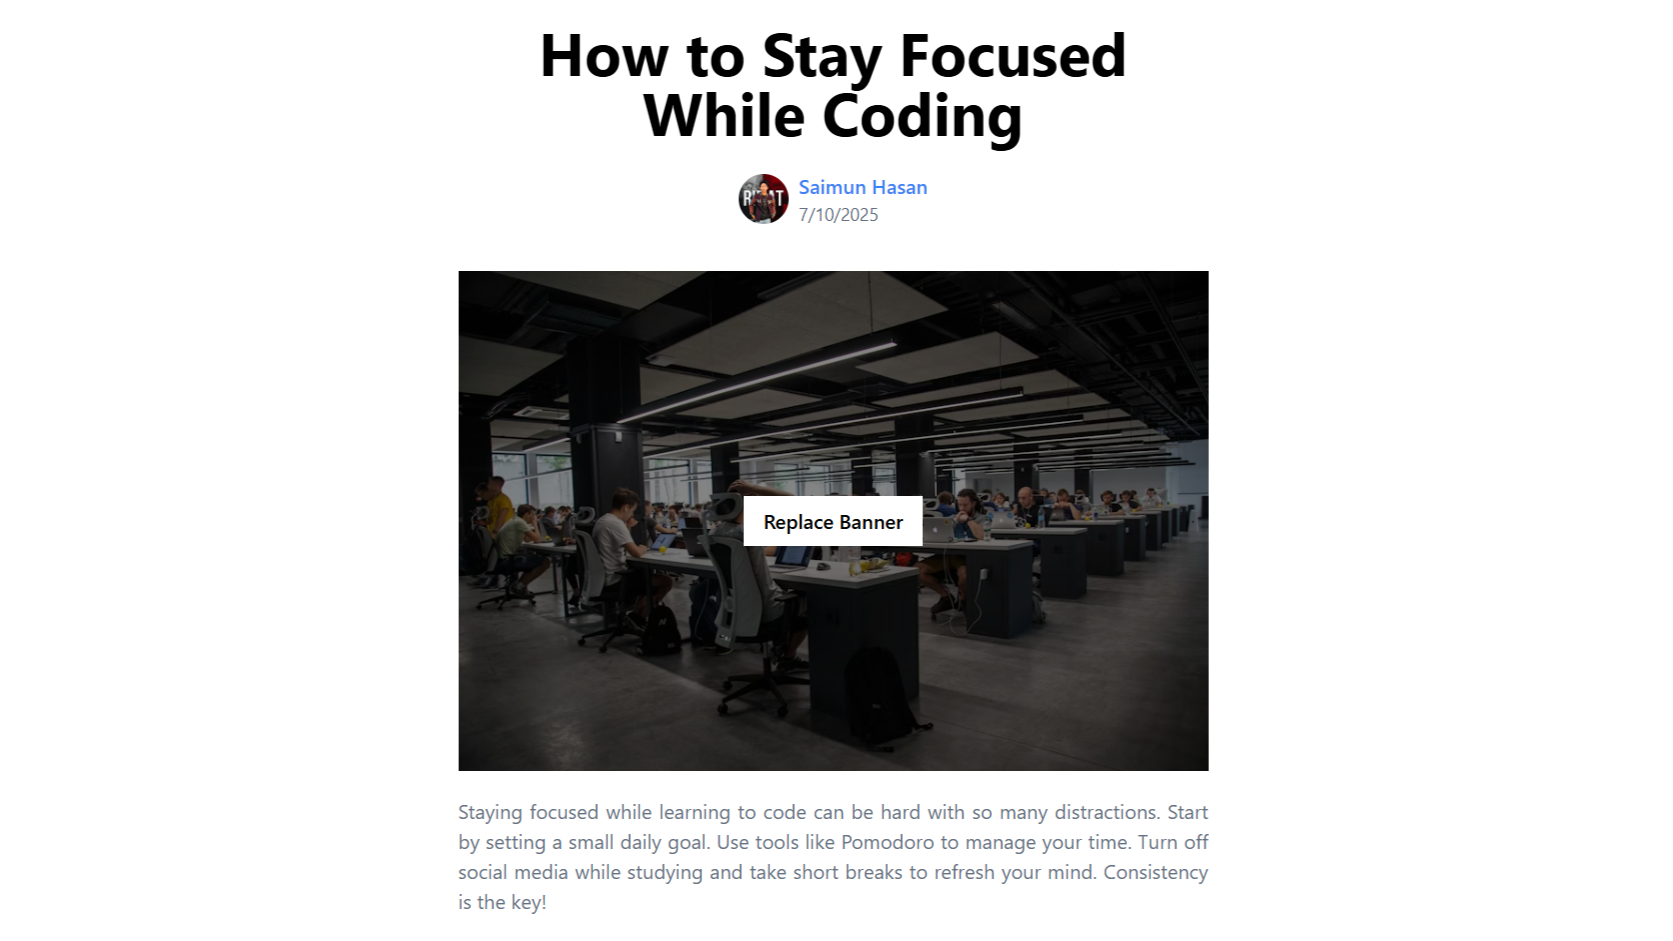 How to Stay Focused
While Coding
Saimun Hasan
7/10/2025
Replace Banner
Staying focused while learning to code can be hard with so many distractions. Start
by setting a small daily goal. Use tools like Pomodoro to manage your time. Turn off
social media while studying and take short breaks to refresh your mind. Consistency
is the key!